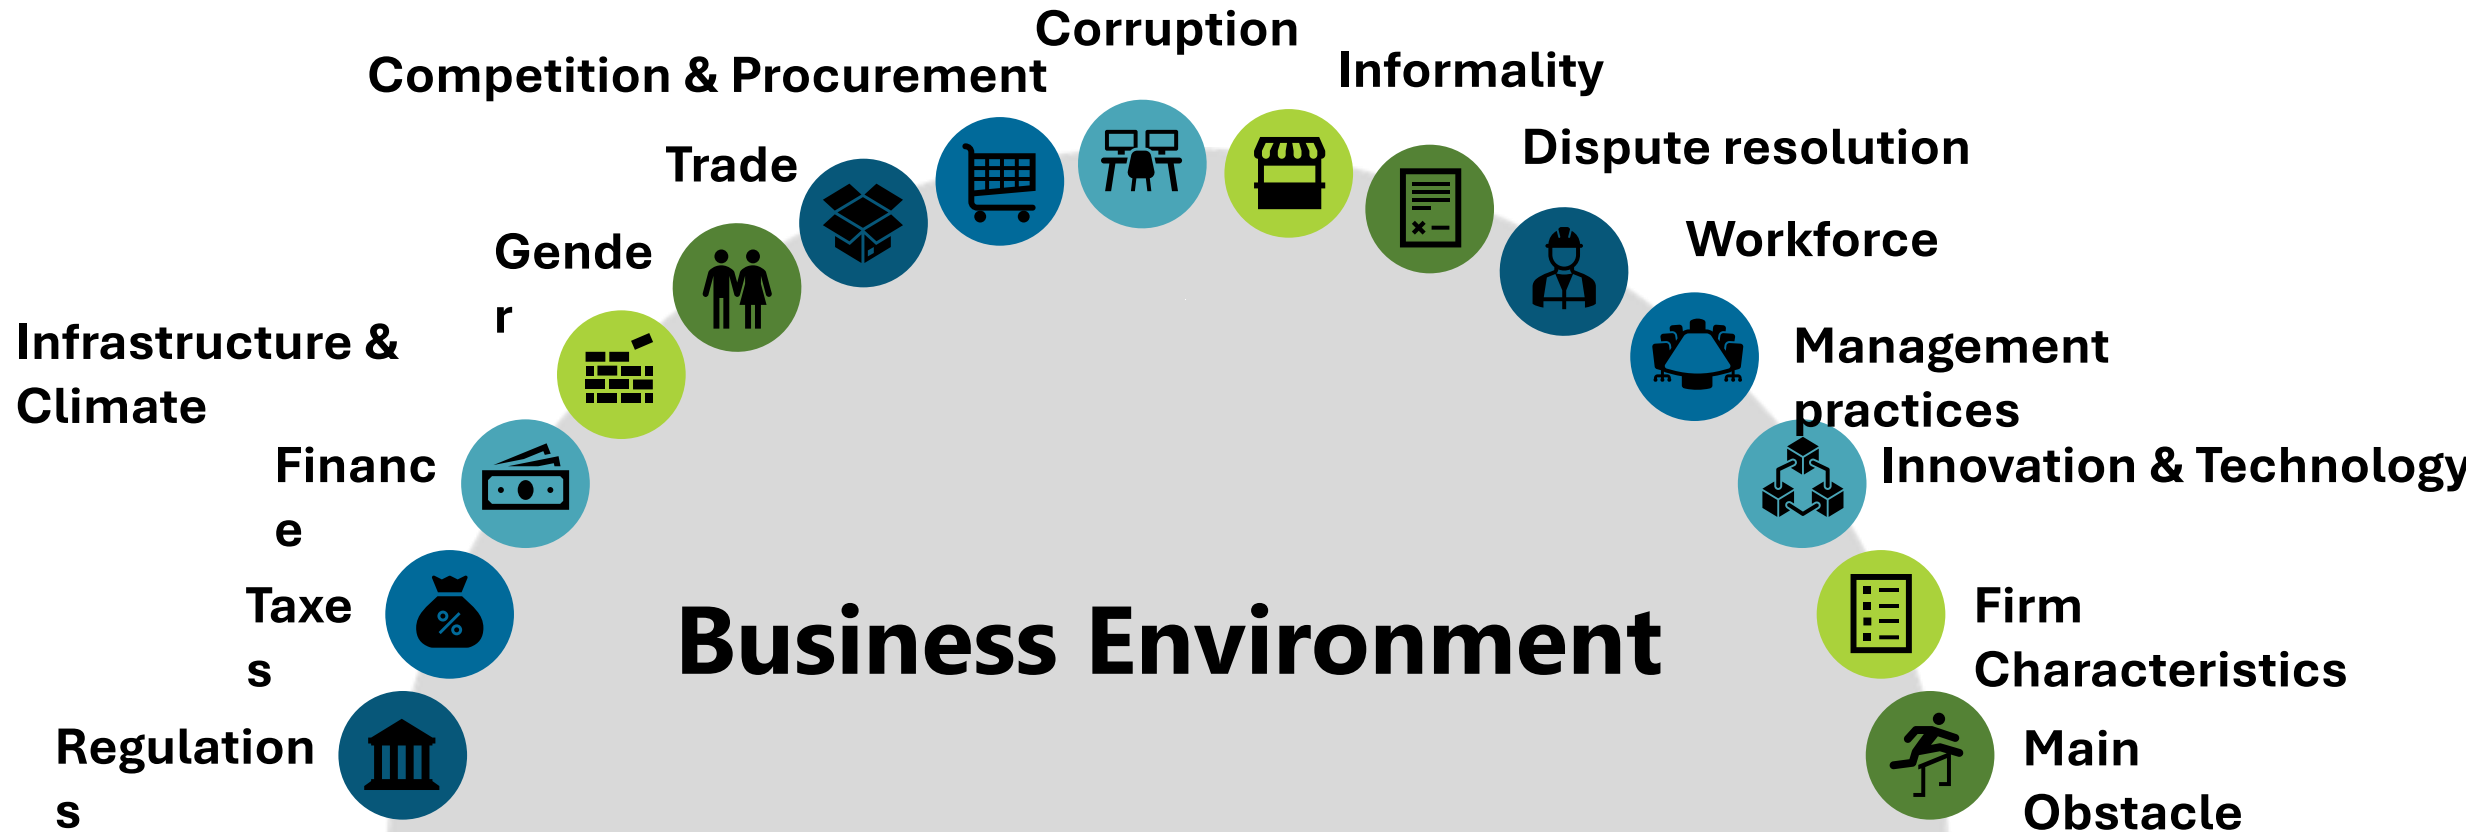 Corruption
Competition & Procurement
Informality
Trade
Dispute resolution
Gende
r
Workforce
Infrastructure &
Climate
Management
practices
Financ
e
Innovation & Technology
Taxe
s
Business Environment
Firm
Characteristics
Regulation
s
Main
Obstacle
%